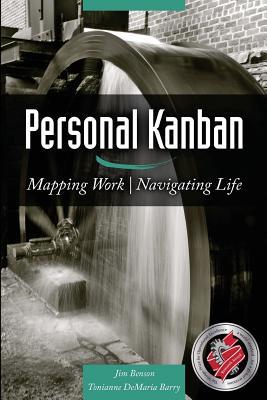 Personal Kanban
Mapping Work | Navigating Life
Jim Benson
Tonianne DeMaria Barry